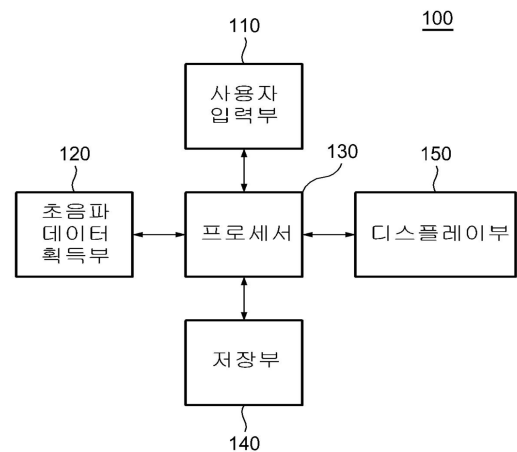 100
110
사용자
입력부
120
130
150
초음파
데이터
획득부
프로세서
디스플레이부
저장부
140